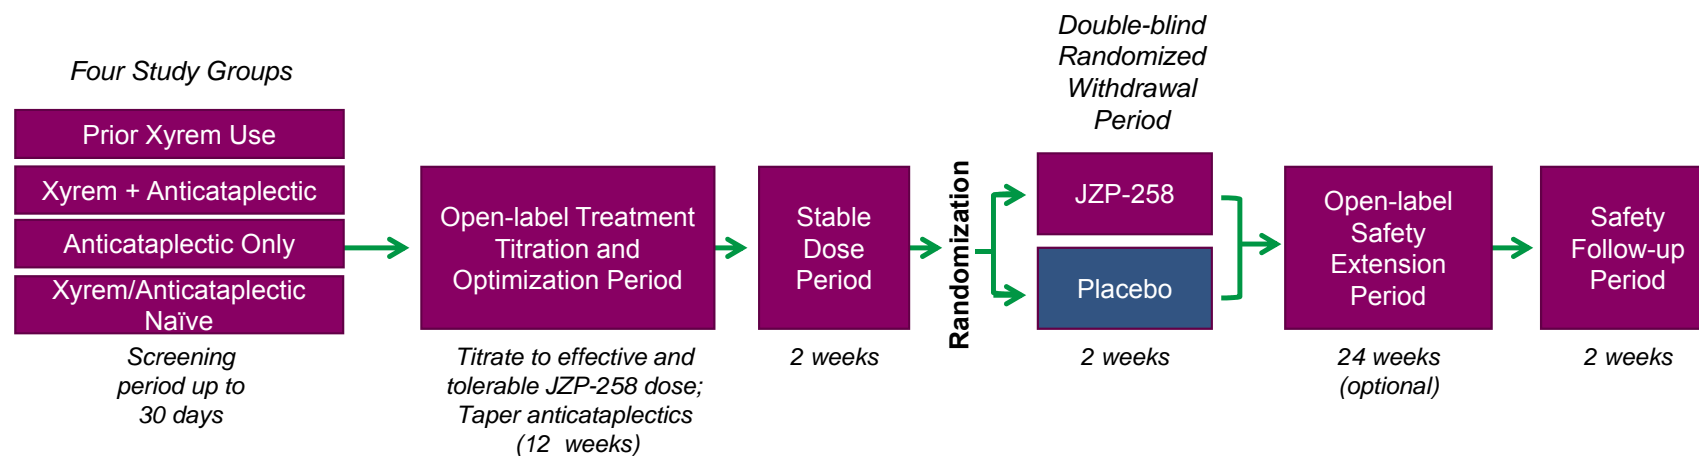 Four Study Groups
Prior Xyrem Use
Xyrem + Anticataplectic
Anticataplectic Only
Xyrem/Anticataplectic
Naïve
Screening
period up to
30 days
Open-label Treatment
Titration and
Optimization Period
Titrate to effective and
tolerable JZP-258 dose;
Taper anticataplectics
(12 weeks)
Stable
Dose
Period
2 weeks
Randomization
Double-blind
Randomized
Withdrawal
Period
JZP-258
Placebo
2 weeks
Open-label
Safety
Extension
Period
24 weeks
(optional)
Safety
Follow-up
Period
2 weeks